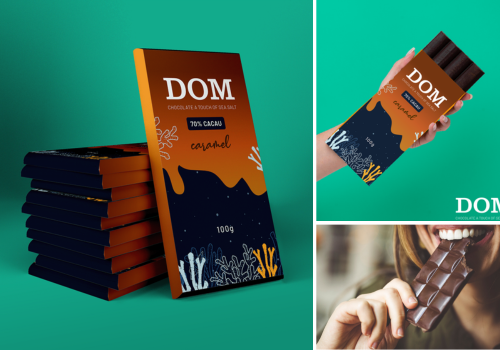 DOM
CHOCOLATE & TOUCH OF SEA SALT
70% CACAU
caramel
100g
DOM
70% CACAU
caramel
100g
DOM